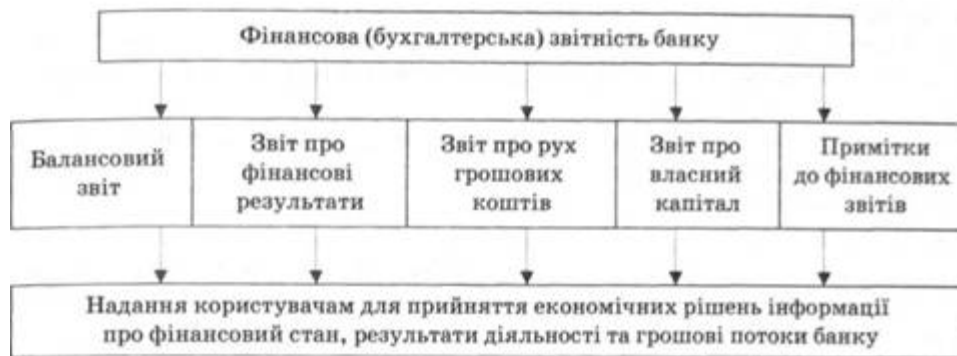 Фінансова (бухгалтерська) звітність банку
Балансовий
звіт
Звіт про
фінансові
результати
Звіт про рух
грошових
коштів
Звіт про
власний
капітал
Примітки
до фінансових
звітів
Надання користувачам для прийняття економічних рішень інформації
про фінансовий стан, результати діяльності та грошові потоки банку